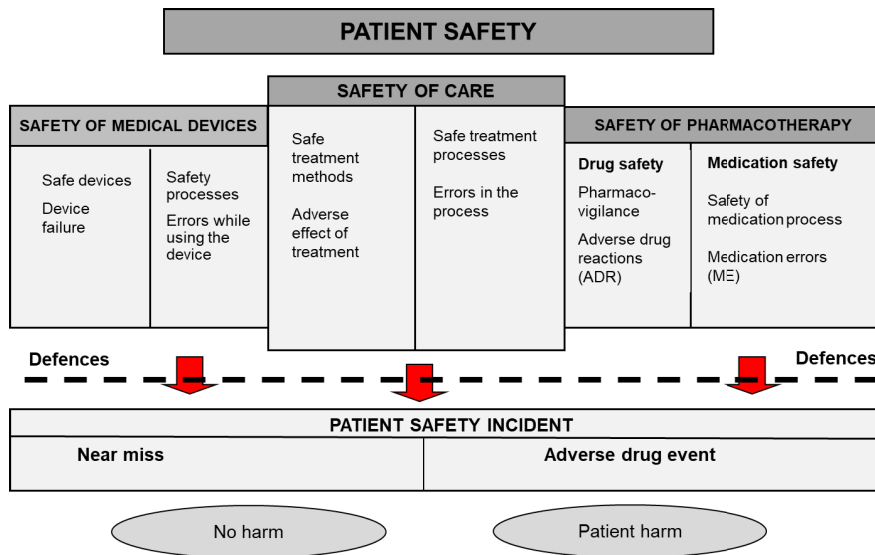 PATIENT SAFETY
SAFETY OF CARE
SAFETY OF MEDICAL DEVICES
SAFETY OF PHARMACOTHERAPY
Safe devices
Device
failure
Safety
processes
Errors while
using the
device
Safe
treatment
methods
Adverse
effect of
treatment
Safe treatment
processes
Errors in the
process
Drug safety
Pharmaco-
vigilance
Adverse drug
reactions
(ADR)
Medication safety
Safety of
medication process
Medication errors
(ME)
Defences
Defences
PATIENT SAFETY INCIDENT
Near miss
Adverse drug event
No harm
Patient harm